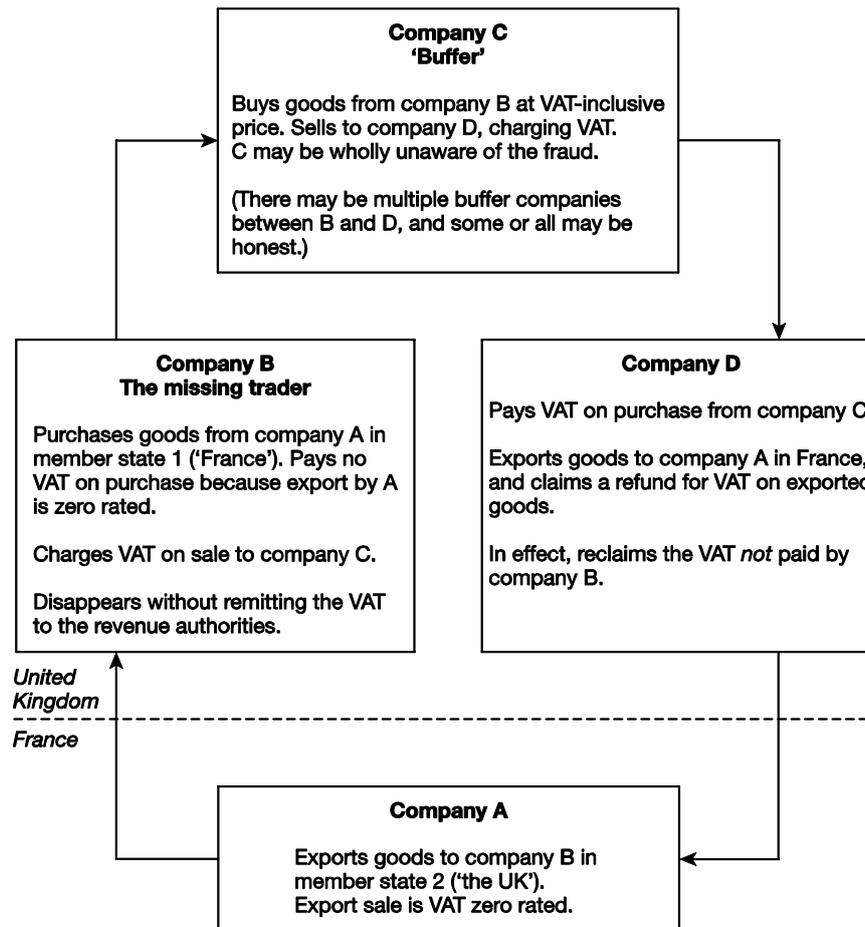 Company C
‘Buffer’
Buys goods from company B at VAT-inclusive
price. Sells to company D, charging VAT.
C may be wholly unaware of the fraud.
(There may be multiple buffer companies
between B and D, and some or all may be
honest.)
Company B
The missing trader
Purchases goods from company A in
member state 1 (‘France’). Pays no
VAT on purchase because export by A
is zero rated.
Charges VAT on sale to company C.
Disappears without remitting the VAT
to the revenue authorities.
Company D
Pays VAT on purchase from company C
Exports goods to company A in France,
and claims a refund for VAT on exported
goods.
In effect, reclaims the VAT not paid by
company B.
United
Kingdom
France
Company A
Exports goods to company B in
member state 2 (‘the UK’).
Export sale is VAT zero rated.